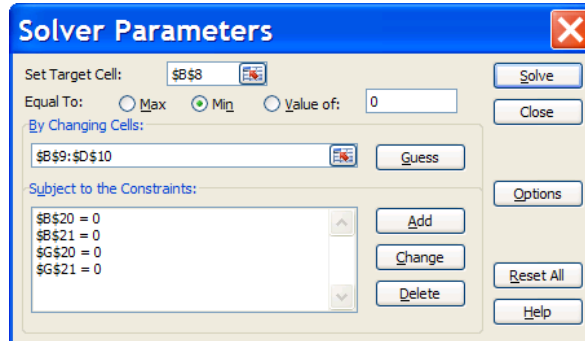 Solver Parameters
Set Target Cell: $B$8 Solve
Equal To: Max Min Value of: 0 Close
By Changing Cells:
$B$9:$D$10 Guess
Subject to the Constraints: Options
$B$20 = 0 Add
$B$21 = 0
$G$20 = 0 Change
$G$21 = 0
Reset All
Delete
Help